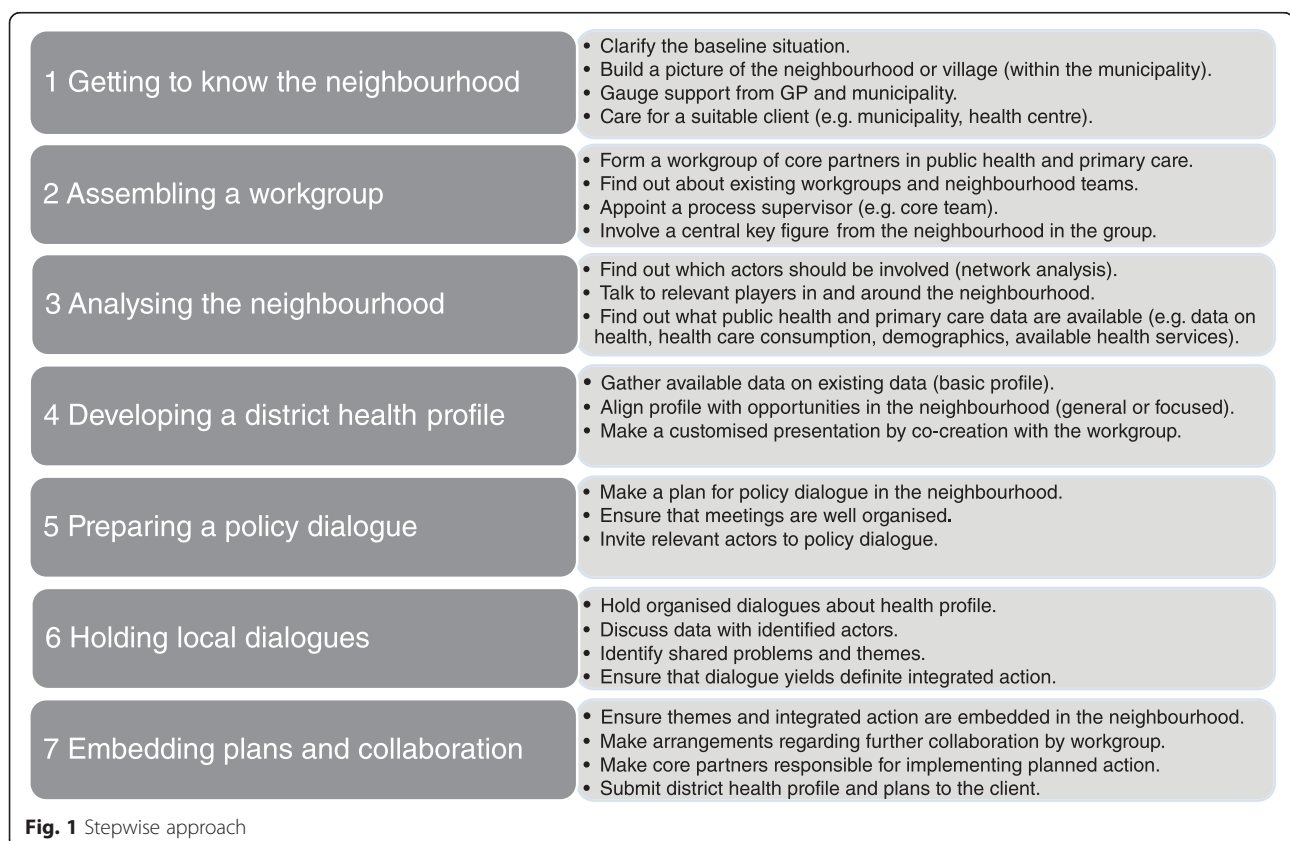 1 Getting to know the neighbourhood
• Clarify the baseline situation.
• Build a picture of the neighbourhood or village (within the municipality).
• Gauge support from GP and municipality.
• Care for a suitable client (e.g. municipality, health centre).
2 Assembling a workgroup
• Form a workgroup of core partners in public health and primary care.
• Find out about existing workgroups and neighbourhood teams.
• Appoint a process supervisor (e.g. core team).
• Involve a central key figure from the neighbourhood in the group.
3 Analysing the neighbourhood
• Find out which actors should be involved (network analysis).
• Talk to relevant players in and around the neighbourhood.
• Find out what public health and primary care data are available (e.g. data on
health, health care consumption, demographics, available health services).
4 Developing a district health profile
• Gather available data on existing data (basic profile).
• Align profile with opportunities in the neighbourhood (general or focused).
• Make a customised presentation by co-creation with the workgroup.
5 Preparing a policy dialogue
• Make a plan for policy dialogue in the neighbourhood.
• Ensure that meetings are well organised.
• Invite relevant actors to policy dialogue.
6 Holding local dialogues
• Hold organised dialogues about health profile.
• Discuss data with identified actors.
• Identify shared problems and themes.
• Ensure that dialogue yields definite integrated action.
7 Embedding plans and collaboration
• Ensure themes and integrated action are embedded in the neighbourhood.
• Make arrangements regarding further collaboration by workgroup.
• Make core partners responsible for implementing planned action.
• Submit district health profile and plans to the client.
Fig. 1 Stepwise approach